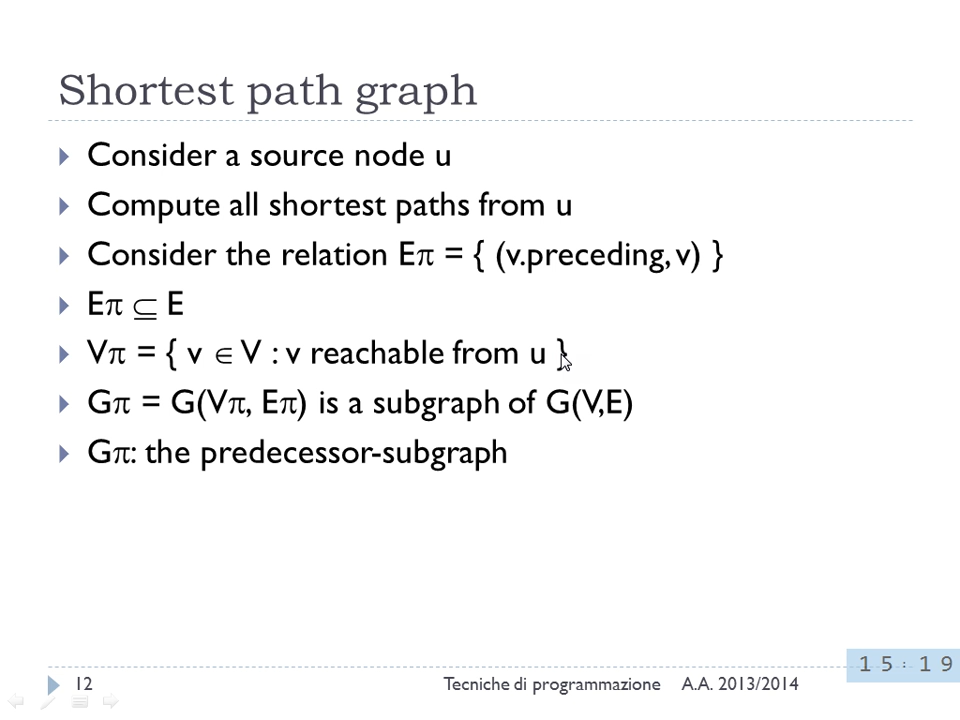 Shortest path graph
Consider a source node u
Compute all shortest paths from u
Consider the relation Eπ = { (v.preceding, v) }
Eπ ⊆ E
Vπ = { v ∈ V : v reachable from u }
Gπ = G(Vπ, Eπ) is a subgraph of G(V,E)
Gπ: the predecessor-subgraph
12 Tecniche di programmazione A.A. 2013/2014
15:19